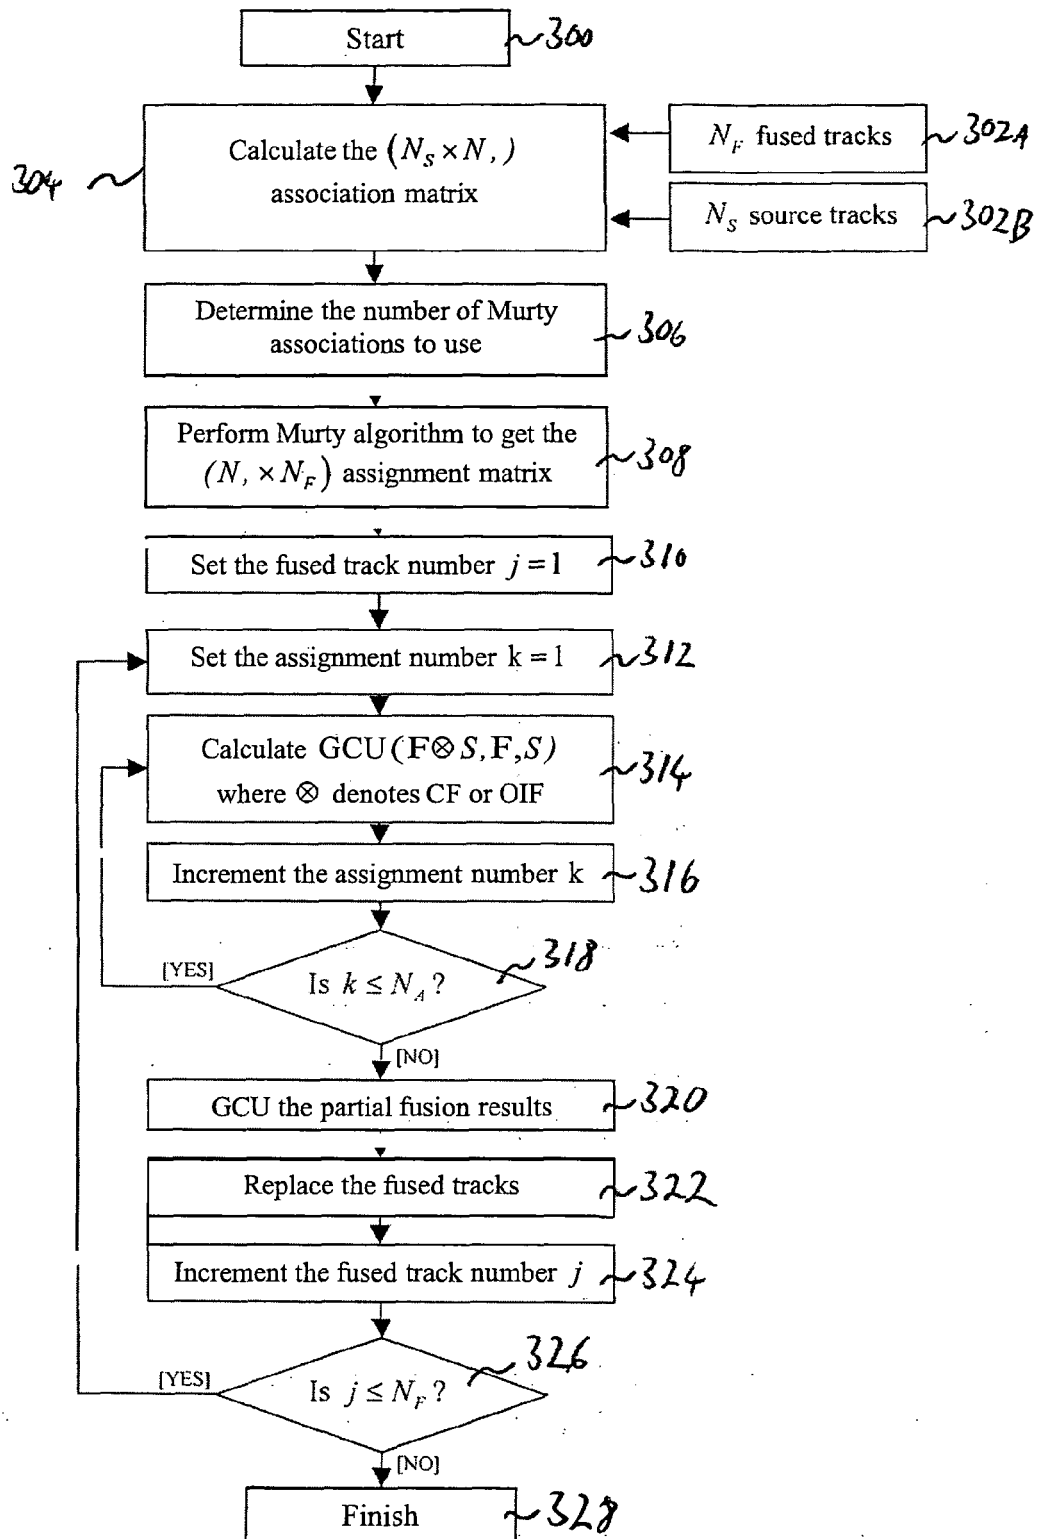 Start
300
Calculate the (N_S × N,)
association matrix
304
N_F fused tracks
302A
N_S source tracks
302B
Determine the number of Murty
associations to use
306
Perform Murty algorithm to get the
(N, × N_F) assignment matrix
308
Set the fused track number j = 1
310
Set the assignment number k = 1
312
Calculate GCU(F⊗S, F, S)
where ⊗ denotes CF or OIF
314
Increment the assignment number k
316
Is k ≤ N_A ?
318
[YES]
[NO]
GCU the partial fusion results
320
Replace the fused tracks
322
Increment the fused track number j
324
Is j ≤ N_F ?
326
[YES]
[NO]
Finish
328